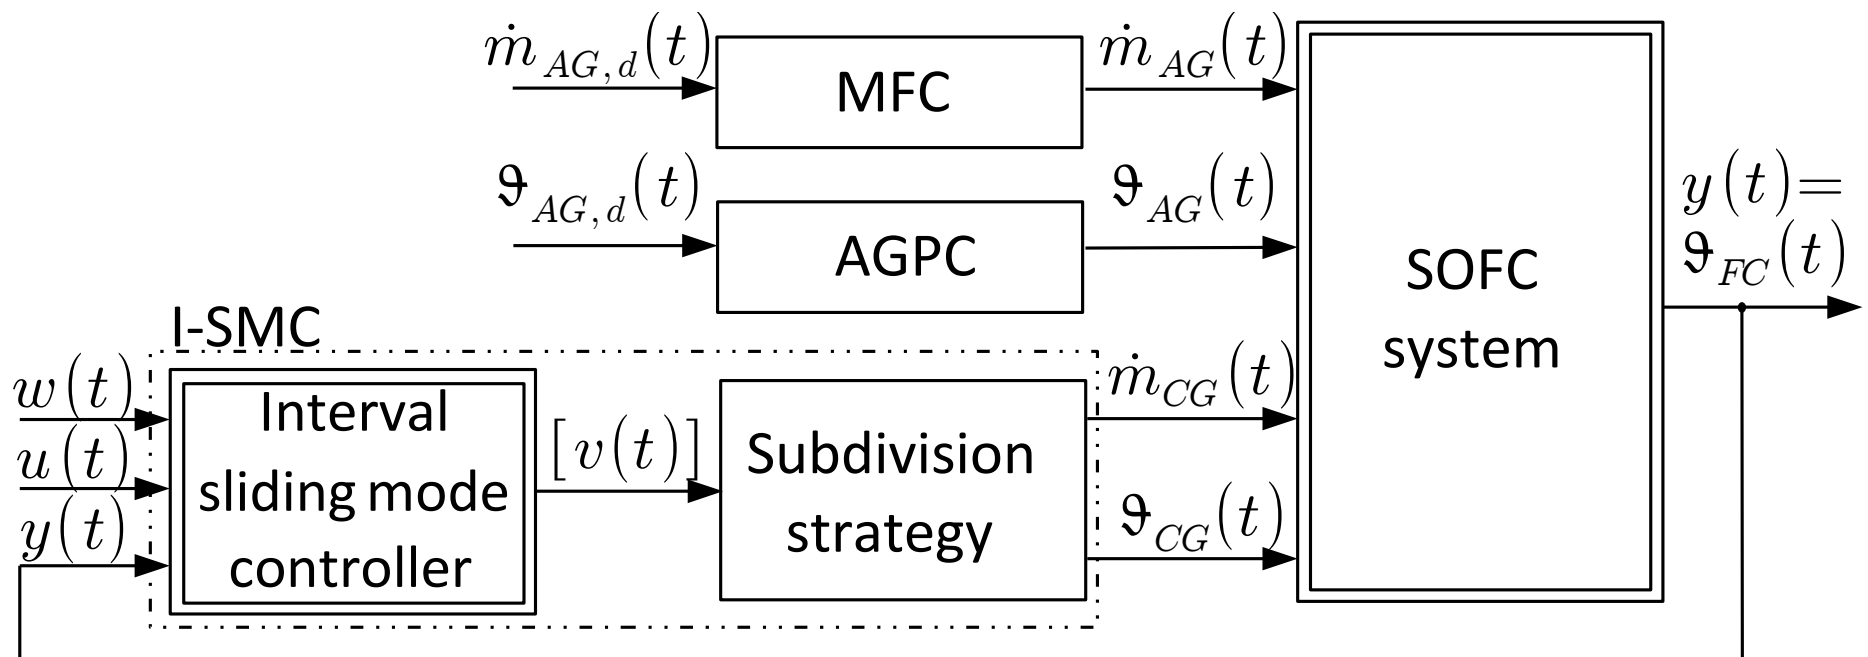 ṁ_{AG,d}(t)
MFC
ṁ_{AG}(t)
ϑ_{AG,d}(t)
AGPC
ϑ_{AG}(t)
SOFC
system
y(t)=
ϑ_{FC}(t)
I-SMC
w(t)
u(t)
y(t)
Interval
sliding mode
controller
[v(t)]
Subdivision
strategy
ṁ_{CG}(t)
ϑ_{CG}(t)